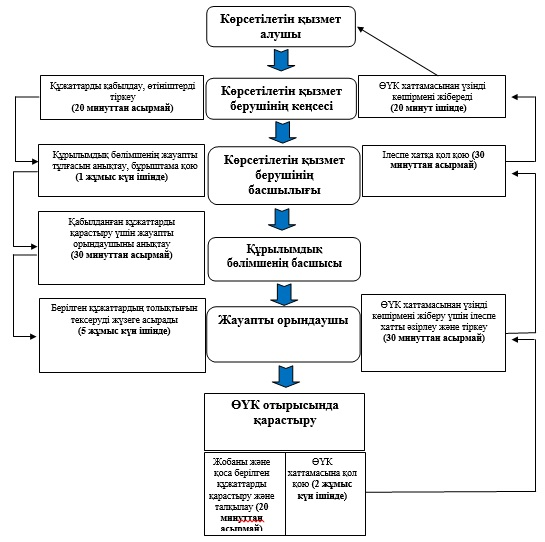 Көрсетілетін қызмет
алушы
Құжаттарды қабылдау, өтініштерді
тіркеу
(20 минуттан асырмай)
Көрсетілетін қызмет
берушінің кеңсесі
ӨҮК хаттамасынан үзінді
көшірмені жібереді
(20 минут ішінде)
Құрылымдық бөлімшенің жауапты
тұлғасын анықтау, бұрыштама қою
(1 жұмыс күн ішінде)
Көрсетілетін қызмет
берушінің
басшылығы
Ілеспе хатқа қол қою (30
минуттан асырмай)
Қабылданған құжаттарды
қарастыру үшін жауапты
орындаушыны анықтау
(30 минуттан асырмай)
Құрылымдық
бөлімшенің басшысы
Берілген құжаттардың толықтығын
тексеруді жүзеге асырады
(5 жұмыс күн ішінде)
Жауапты орындаушы
ӨҮК хаттамасынан үзінді
көшірмені жіберу үшін ілеспе
хатты әзірлеу және тіркеу
(30 минуттан асырмай)
ӨҮК отырысында
қарастыру
Жобаны және
қоса берілген
құжаттарды
қарастыру және
талқылау (20
минуттан
асырмай)
ӨҮК
хаттамасына қол
қою (2 жұмыс
күн ішінде)